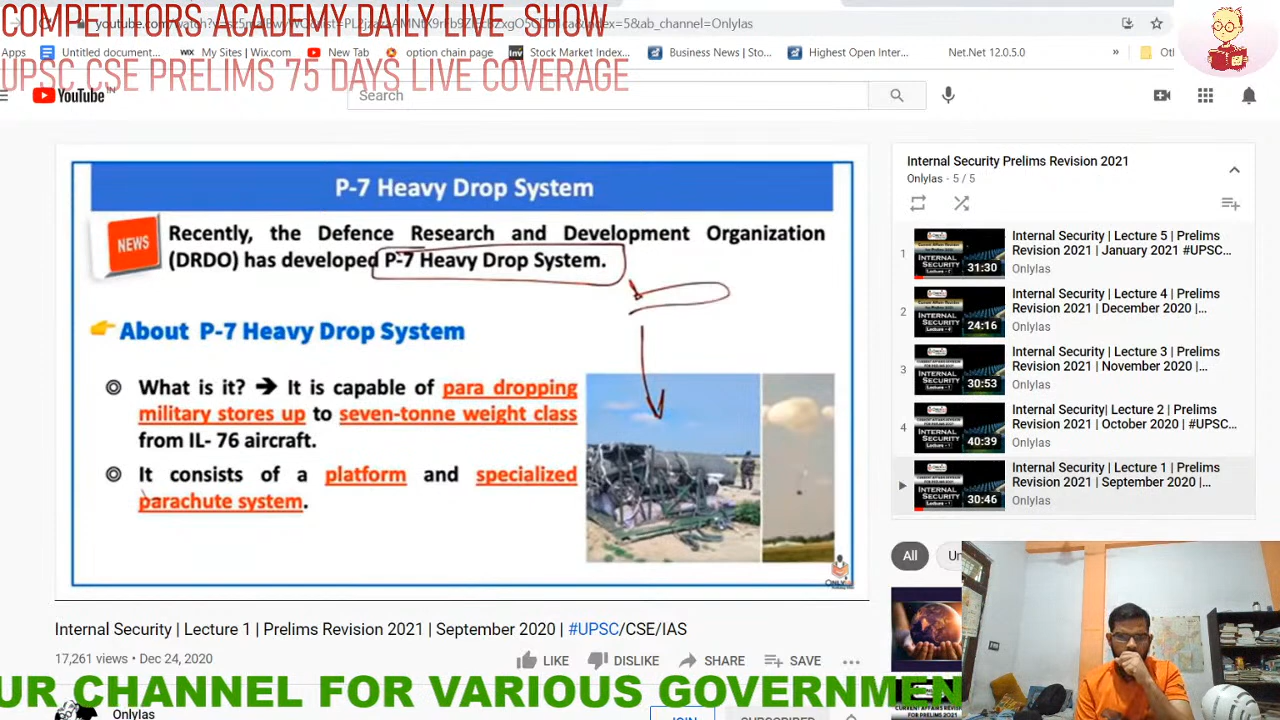 COMPETITORS ACADEMY DAILY LIVE SHOW
UPSC CSE PRELIMS 75 DAYS LIVE COVERAGE
Apps
Untitled document...
WIX My Sites | Wix.com
New Tab
option chain page
Inv Stock Market Index...
Business News | Sto...
Highest Open Inter...
Net.Net 12.0.5.0
»
YouTube IN
Search
P-7 Heavy Drop System
NEWS
Recently, the Defence Research and Development Organization
(DRDO) has developed P-7 Heavy Drop System.
About P-7 Heavy Drop System
What is it? ➔ It is capable of para dropping
military stores up to seven-tonne weight class
from IL- 76 aircraft.
It consists of a platform and specialized
parachute system.
Internal Security | Lecture 1 | Prelims Revision 2021 | September 2020 | #UPSC/CSE/IAS
17,261 views • Dec 24, 2020
LIKE
DISLIKE
SHARE
SAVE
...
Internal Security Prelims Revision 2021
OnlyIas - 5 / 5
1
31:30
Internal Security | Lecture 5 | Prelims
Revision 2021 | January 2021 #UPSC...
OnlyIas
2
24:16
Internal Security | Lecture 4 | Prelims
Revision 2021 | December 2020 |...
OnlyIas
3
30:53
Internal Security | Lecture 3 | Prelims
Revision 2021 | November 2020 |...
OnlyIas
4
40:39
Internal Security| Lecture 2 | Prelims
Revision 2021 | October 2020 | #UPSC...
OnlyIas
30:46
Internal Security | Lecture 1 | Prelims
Revision 2021 | September 2020 |...
OnlyIas
All
UR CHANNEL FOR VARIOUS GOVERNMEN
OnlyIas
JOIN
SUBSCRIBED